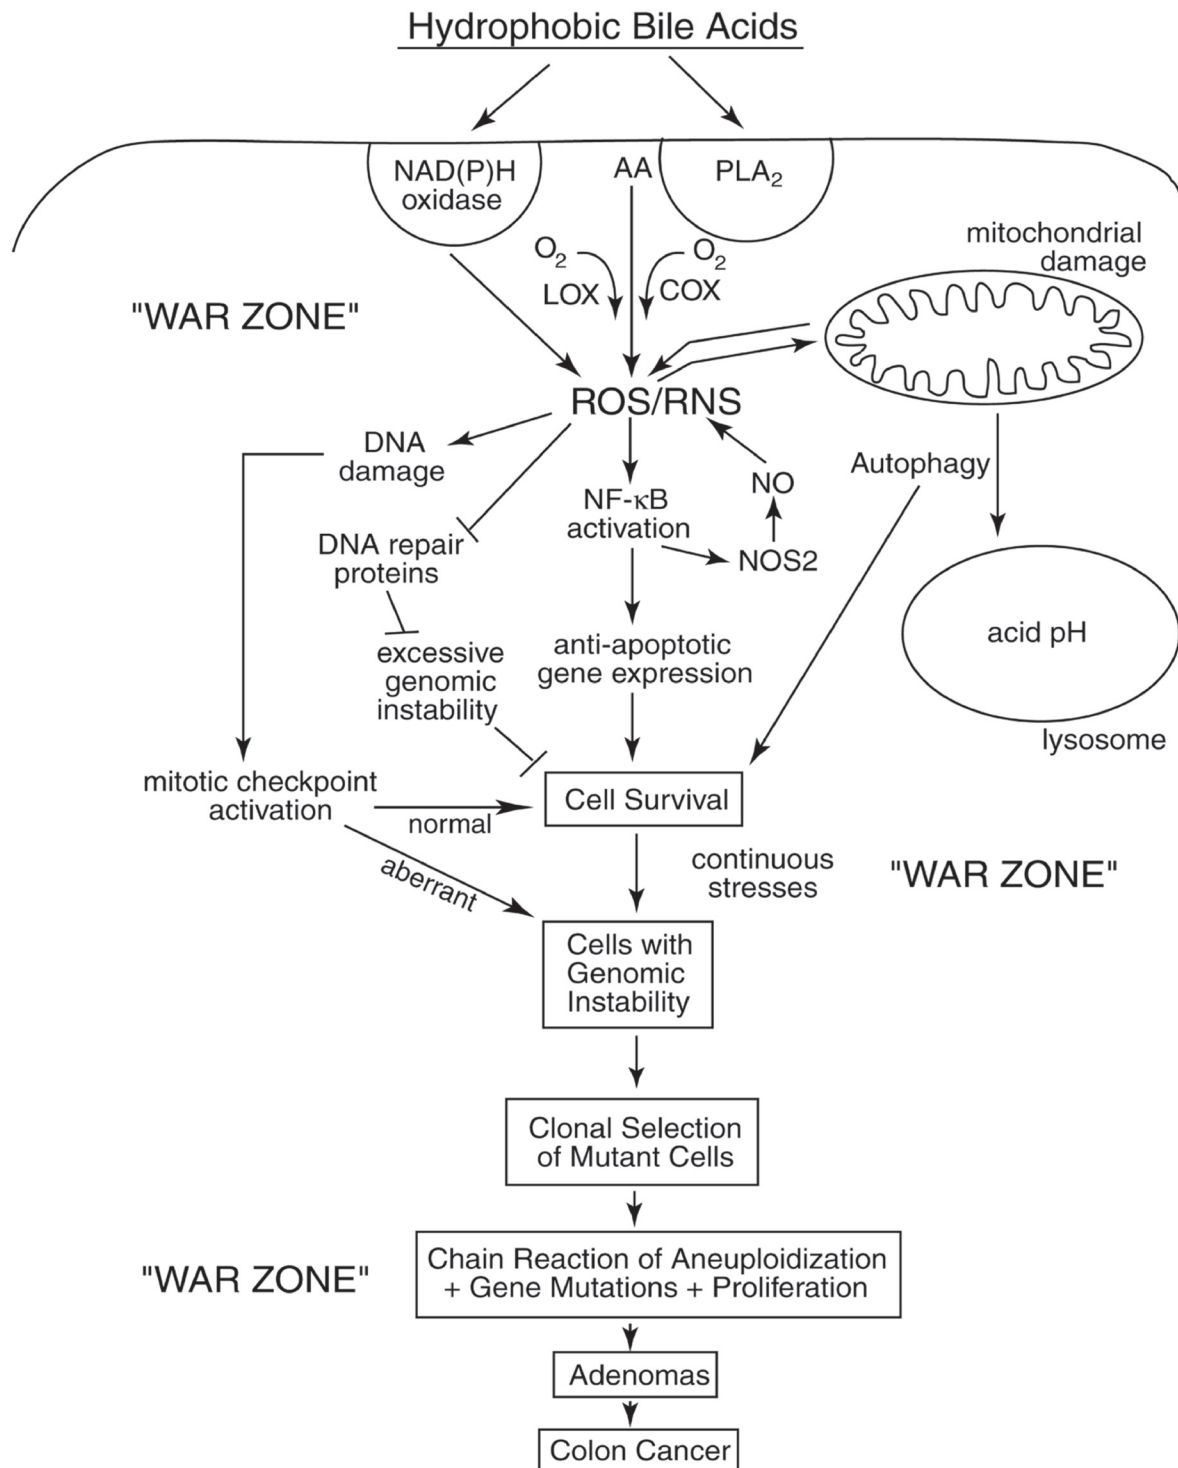 Hydrophobic Bile Acids
NAD(P)H
oxidase
AA
PLA₂
O₂
O₂
LOX
COX
mitochondrial
damage
"WAR ZONE"
ROS/RNS
DNA
damage
NF-κB
activation
NO
NOS2
Autophagy
DNA repair
proteins
acid pH
lysosome
excessive
genomic
instability
anti-apoptotic
gene expression
mitotic checkpoint
activation
normal
aberrant
Cell Survival
continuous
stresses
"WAR ZONE"
Cells with
Genomic
Instability
Clonal Selection
of Mutant Cells
"WAR ZONE"
Chain Reaction of Aneuploidization
+ Gene Mutations + Proliferation
Adenomas
Colon Cancer